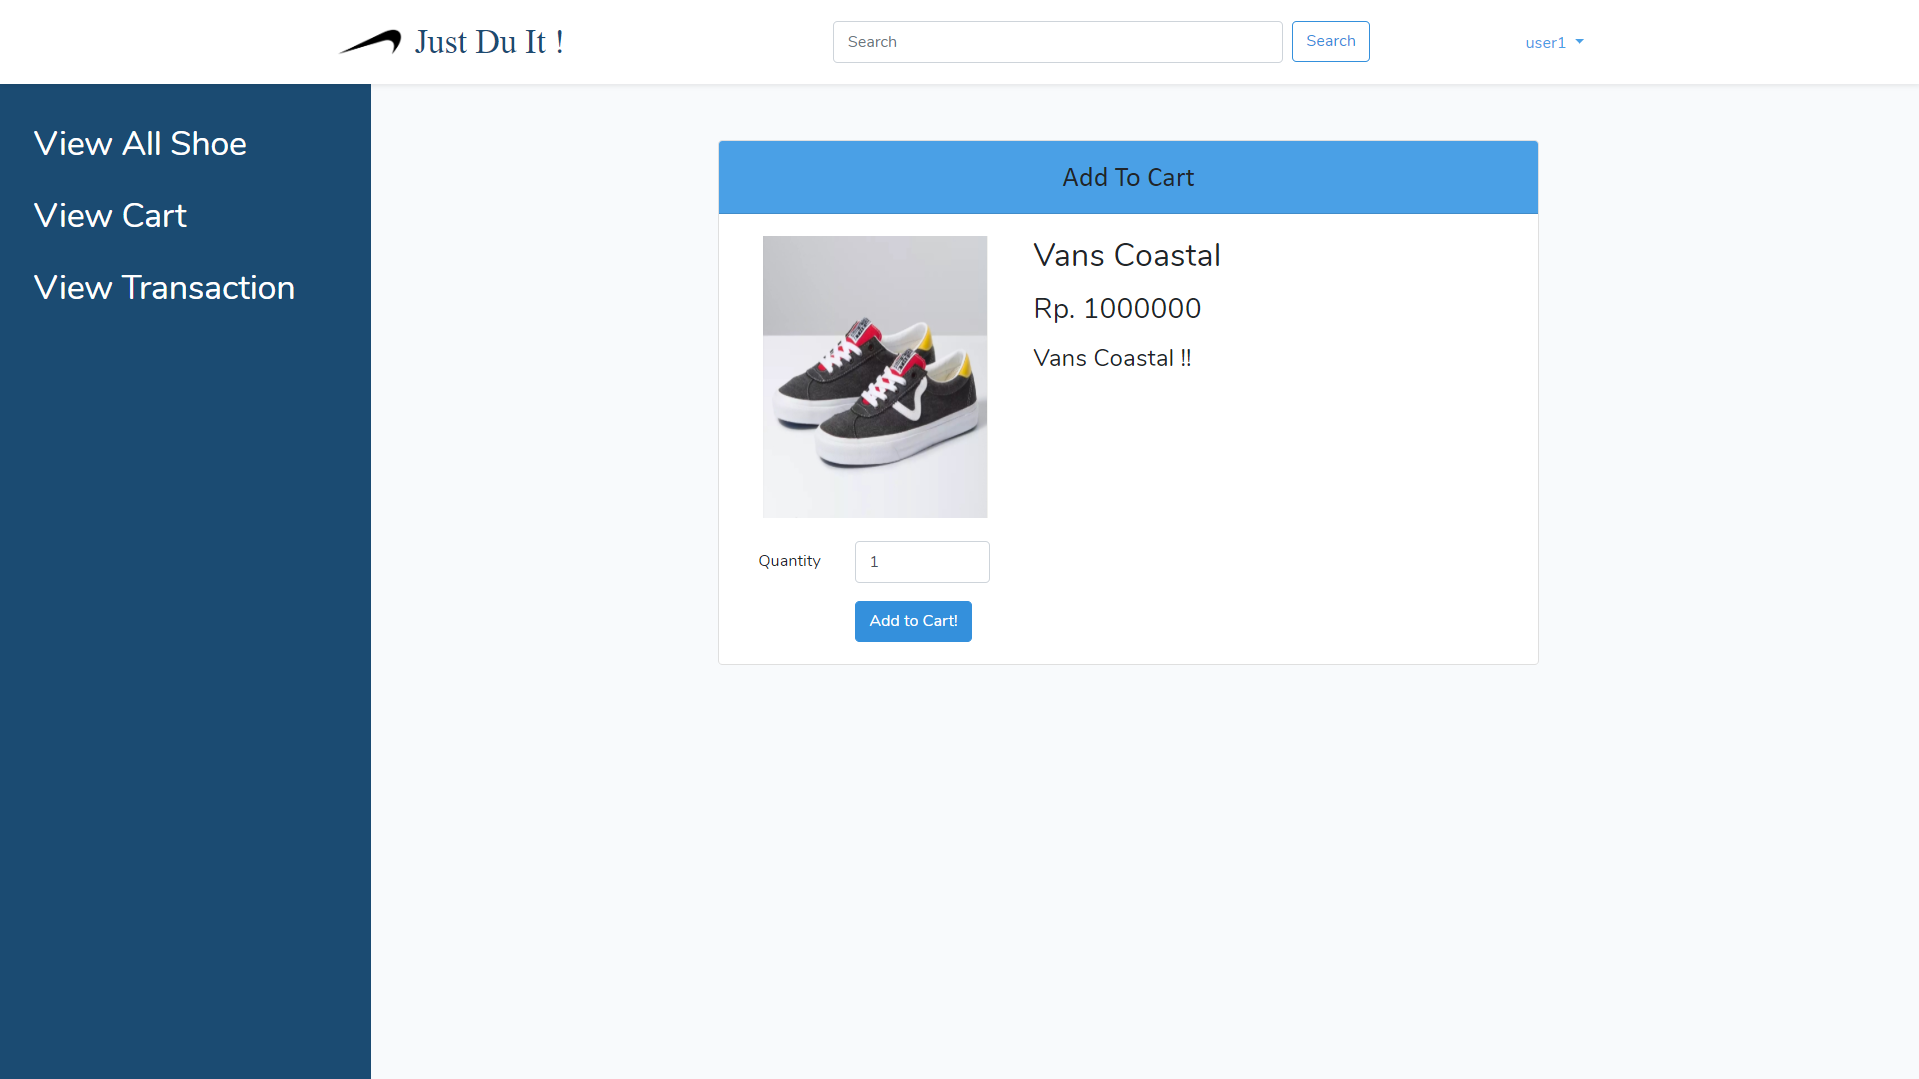 Just Du It !
Search
Search
user1
View All Shoe
View Cart
View Transaction
Add To Cart
Vans Coastal
Rp. 1000000
Vans Coastal !!
Quantity
1
Add to Cart!